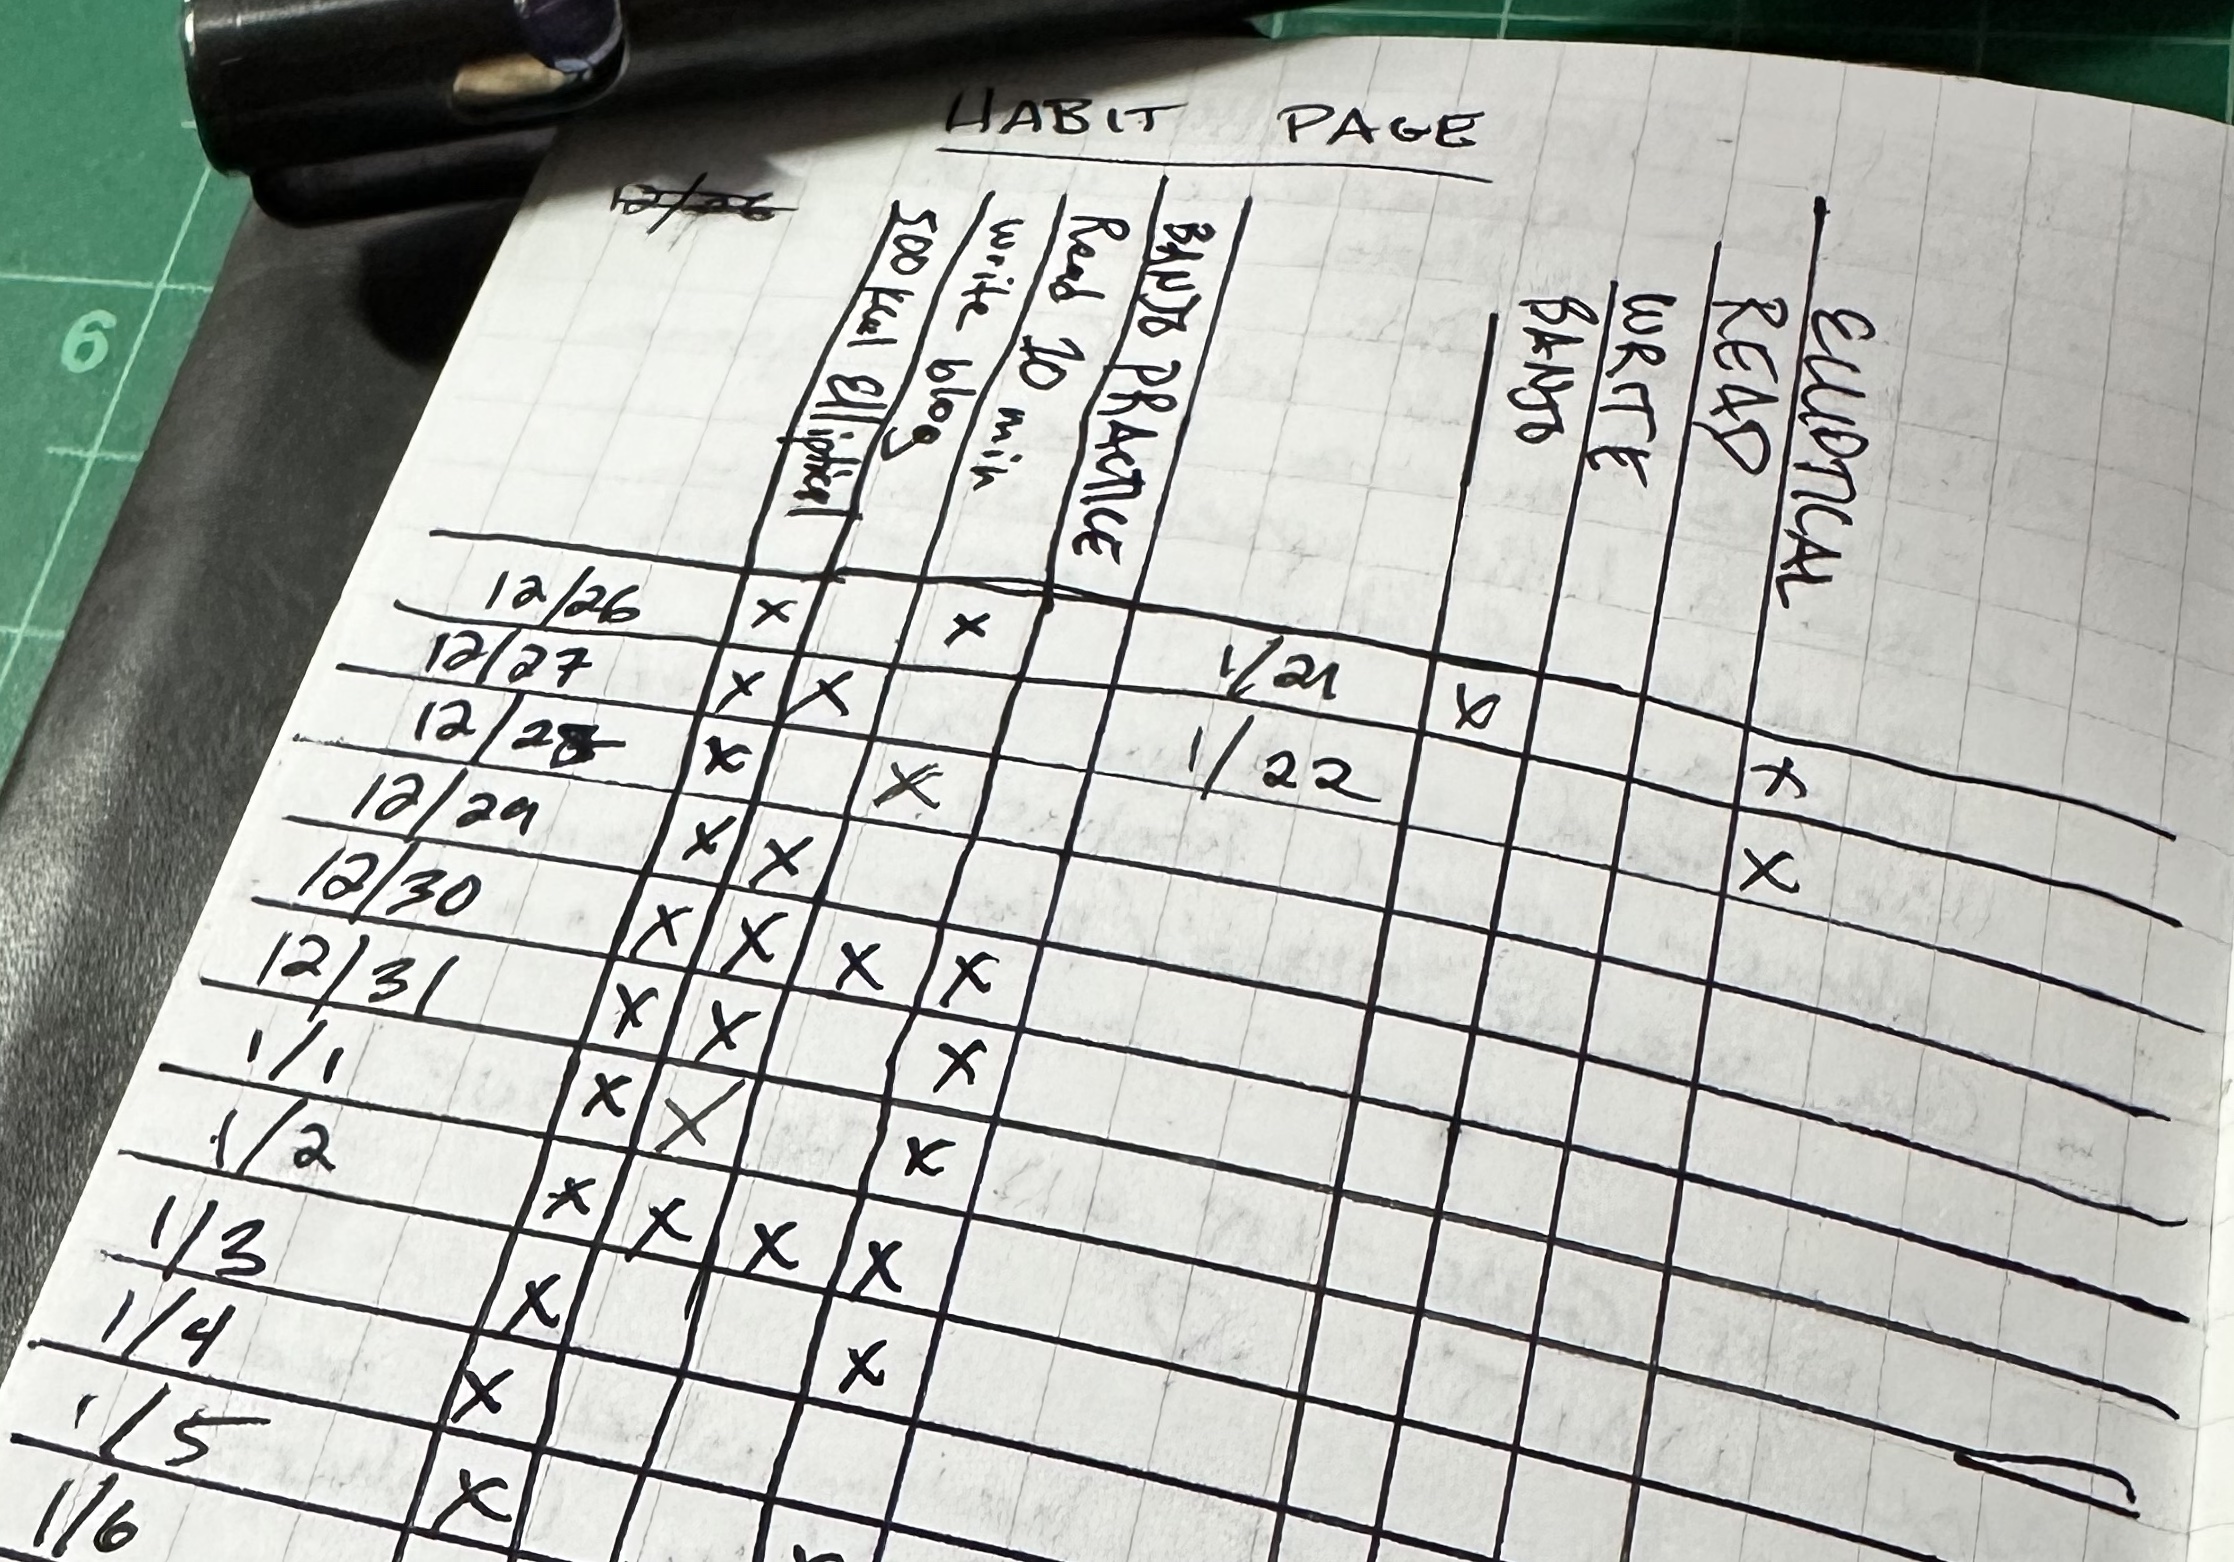 HABIT PAGE
12/26
500 Kcal Elliptical
write blog
Read 20 min
BANJO PRACTICE
BANJO
WRITE
READ
ELLIPTICAL
12/26 x x
12/27 x x
12/28 x x
12/29 x x
12/30 x x x x
12/31 x x x
1/1 x x x
1/2 x x x x
1/3 x x
1/4 x
1/5 x
1/6
1/21 x x
1/22 x